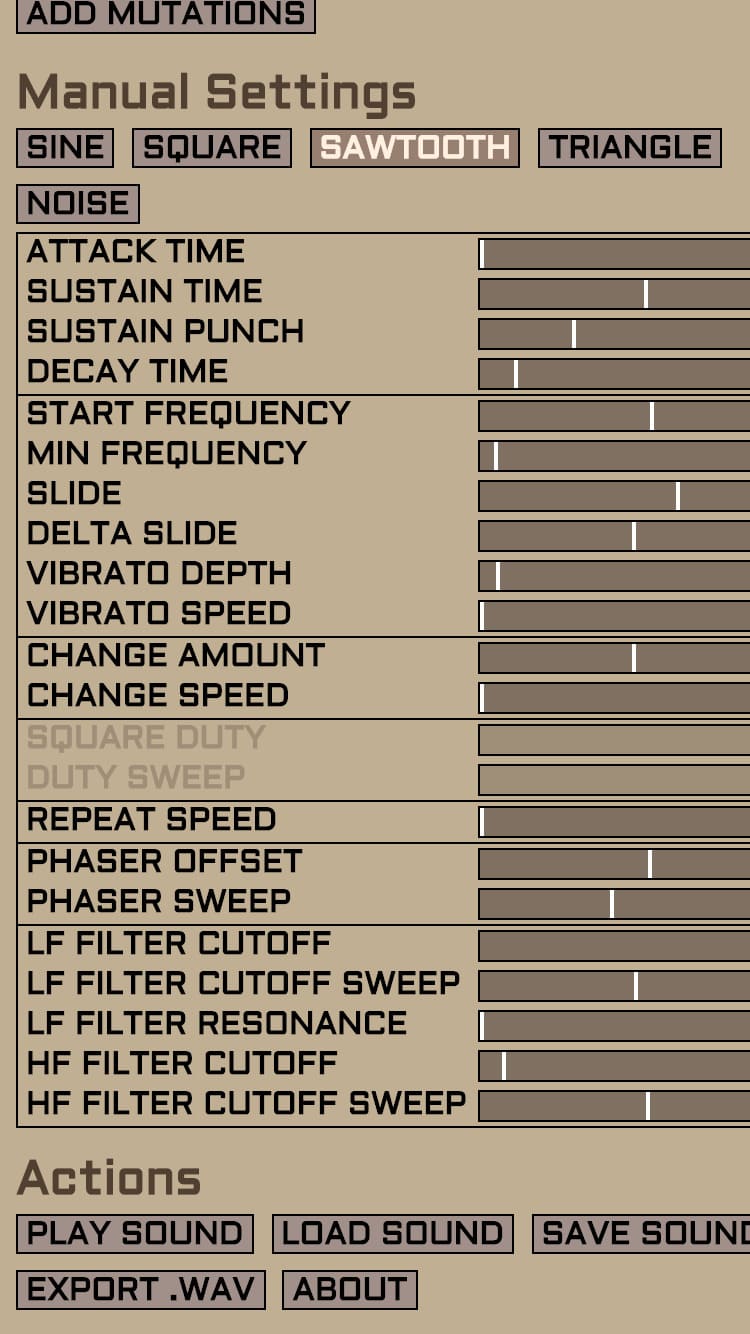 ADD MUTATIONS
Manual Settings
SINE SQUARE SAWTOOTH TRIANGLE
NOISE
ATTACK TIME
SUSTAIN TIME
SUSTAIN PUNCH
DECAY TIME
START FREQUENCY
MIN FREQUENCY
SLIDE
DELTA SLIDE
VIBRATO DEPTH
VIBRATO SPEED
CHANGE AMOUNT
CHANGE SPEED
SQUARE DUTY
DUTY SWEEP
REPEAT SPEED
PHASER OFFSET
PHASER SWEEP
LF FILTER CUTOFF
LF FILTER CUTOFF SWEEP
LF FILTER RESONANCE
HF FILTER CUTOFF
HF FILTER CUTOFF SWEEP
Actions
PLAY SOUND LOAD SOUND SAVE SOUND
EXPORT .WAV ABOUT